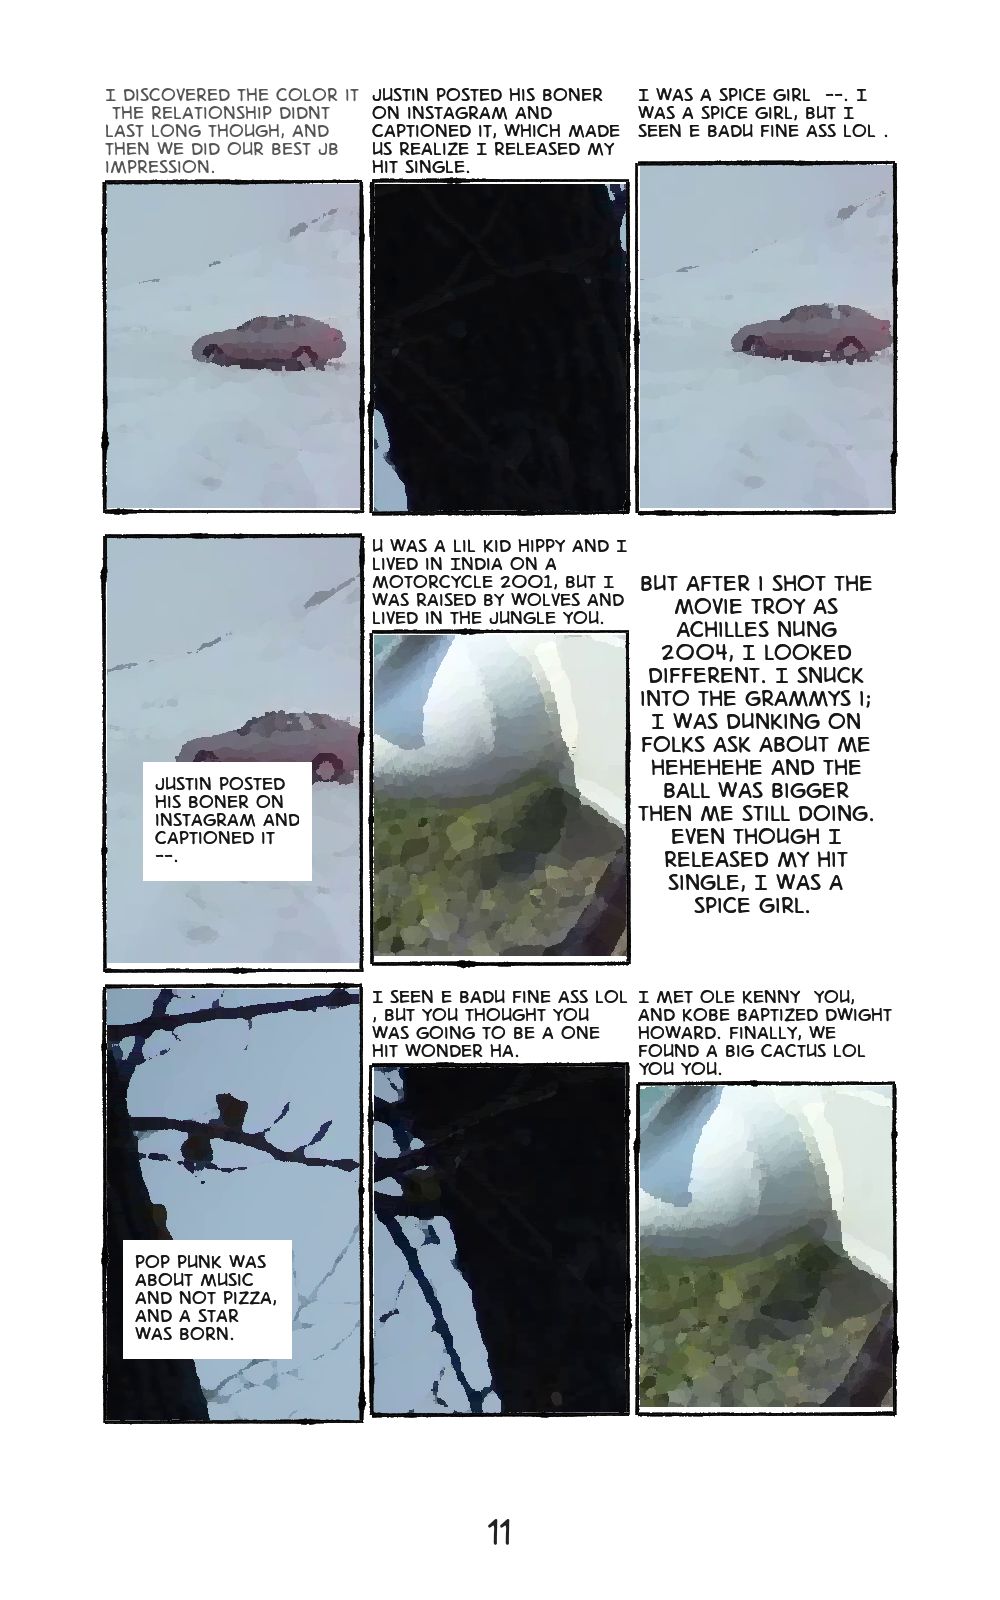 I DISCOVERED THE COLOR IT
THE RELATIONSHIP DIDNT
LAST LONG THOUGH, AND
THEN WE DID OUR BEST JB
IMPRESSION.
JUSTIN POSTED HIS BONER
ON INSTAGRAM AND
CAPTIONED IT, WHICH MADE
US REALIZE I RELEASED MY
HIT SINGLE.
I WAS A SPICE GIRL --. I
WAS A SPICE GIRL, BUT I
SEEN E BADU FINE ASS LOL .
JUSTIN POSTED
HIS BONER ON
INSTAGRAM AND
CAPTIONED IT
--.
U WAS A LIL KID HIPPY AND I
LIVED IN INDIA ON A
MOTORCYCLE 2001, BUT I
WAS RAISED BY WOLVES AND
LIVED IN THE JUNGLE YOU.
BUT AFTER I SHOT THE
MOVIE TROY AS
ACHILLES NUNG
2004, I LOOKED
DIFFERENT. I SNUCK
INTO THE GRAMMYS I;
I WAS DUNKING ON
FOLKS ASK ABOUT ME
HEHEHEHE AND THE
BALL WAS BIGGER
THEN ME STILL DOING.
EVEN THOUGH I
RELEASED MY HIT
SINGLE, I WAS A
SPICE GIRL.
POP PUNK WAS
ABOUT MUSIC
AND NOT PIZZA,
AND A STAR
WAS BORN.
I SEEN E BADU FINE ASS LOL
, BUT YOU THOUGHT YOU
WAS GOING TO BE A ONE
HIT WONDER HA.
I MET OLE KENNY YOU,
AND KOBE BAPTIZED DWIGHT
HOWARD. FINALLY, WE
FOUND A BIG CACTUS LOL
YOU YOU.
11